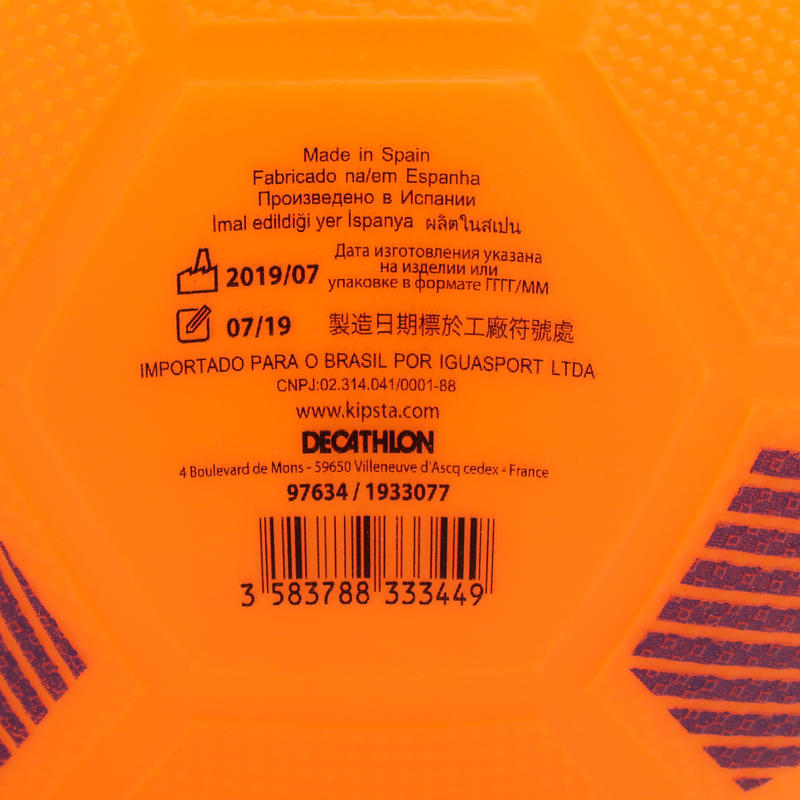 Made in Spain
Fabricado na/em Espanha
Произведено в Испании
İmal edildiği yer İspanya ผลิตในสเปน
2019/07 Дата изготовления указана
на изделии или
упаковке в формате ГГГГ/ММ
07/19 製造日期標於工廠符號處
IMPORTADO PARA O BRASIL POR IGUASPORT LTDA
CNPJ:02.314.041/0001-88
www.kipsta.com
DECATHLON
4 Boulevard de Mons - 59650 Villeneuve d'Ascq cedex - France
97634 / 1933077
3 583788 333449